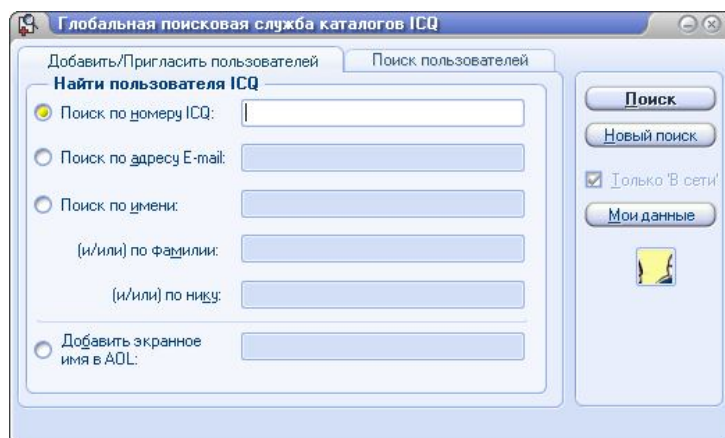 Глобальная поисковая служба каталогов ICQ
Добавить/Пригласить пользователей
Поиск пользователей
Найти пользователя ICQ
Поиск по номеру ICQ:
Поиск по адресу E-mail:
Поиск по имени:
(и/или) по фамилии:
(и/или) по нику:
Добавить экранное
имя в AOL:
Поиск
Новый поиск
Только 'В сети'
Мои данные